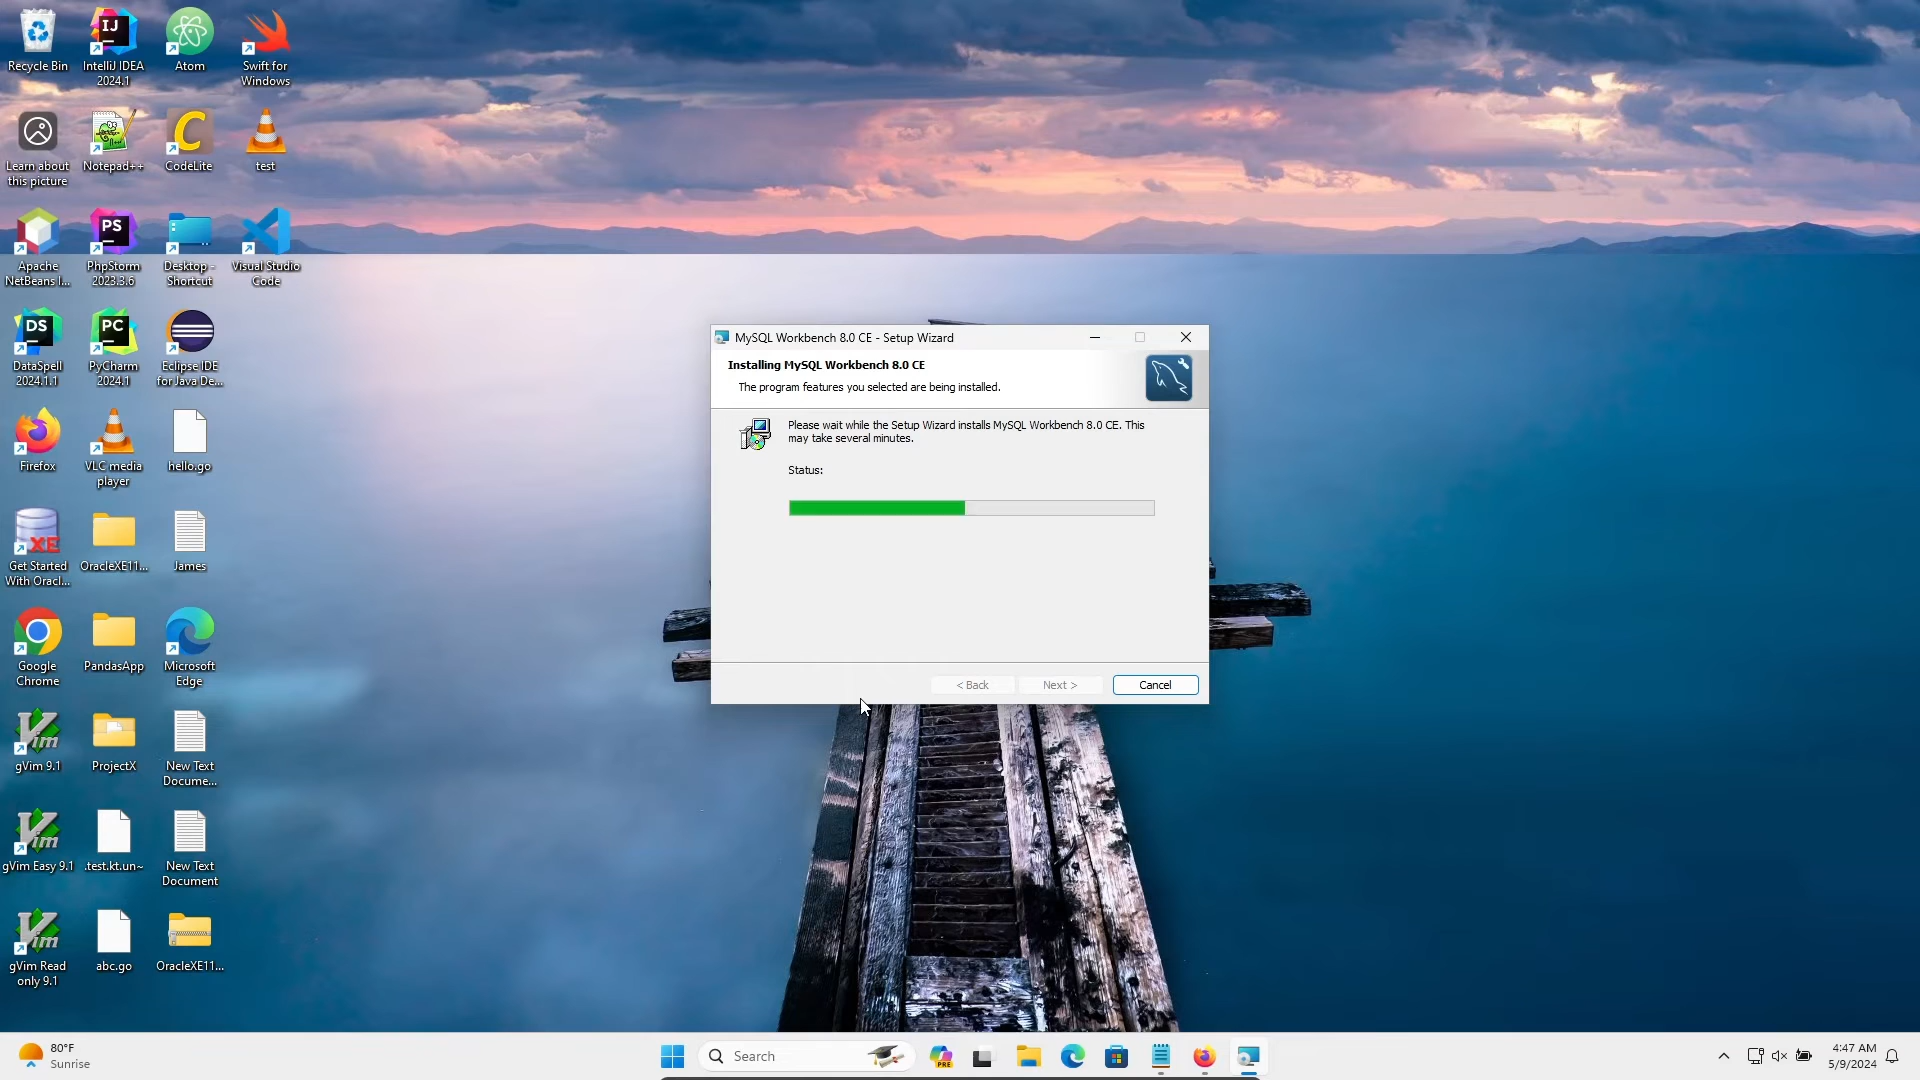 Recycle Bin
IntelliJ IDEA
2024.1
Atom
Swift for
Windows
Learn about
this picture
Notepad++
CodeLite
test
Apache
NetBeans I...
PhpStorm
2023.3.6
Desktop -
Shortcut
Visual Studio
Code
DataSpell
2024.1.1
PyCharm
2024.1
Eclipse IDE
for Java De...
Firefox
VLC media
player
hello.go
Get Started
With Oracl...
OracleXE11...
James
Google
Chrome
PandasApp
Microsoft
Edge
gVim 9.1
ProjectX
New Text
Docume...
gVim Easy 9.1
.test.kt.un~
New Text
Document
gVim Read
only 9.1
abc.go
OracleXE11...
MySQL Workbench 8.0 CE - Setup Wizard
Installing MySQL Workbench 8.0 CE
The program features you selected are being installed.
Please wait while the Setup Wizard installs MySQL Workbench 8.0 CE. This
may take several minutes.
Status:
< Back
Next >
Cancel
80°F
Sunrise
Search
PRE
4:47 AM
5/9/2024